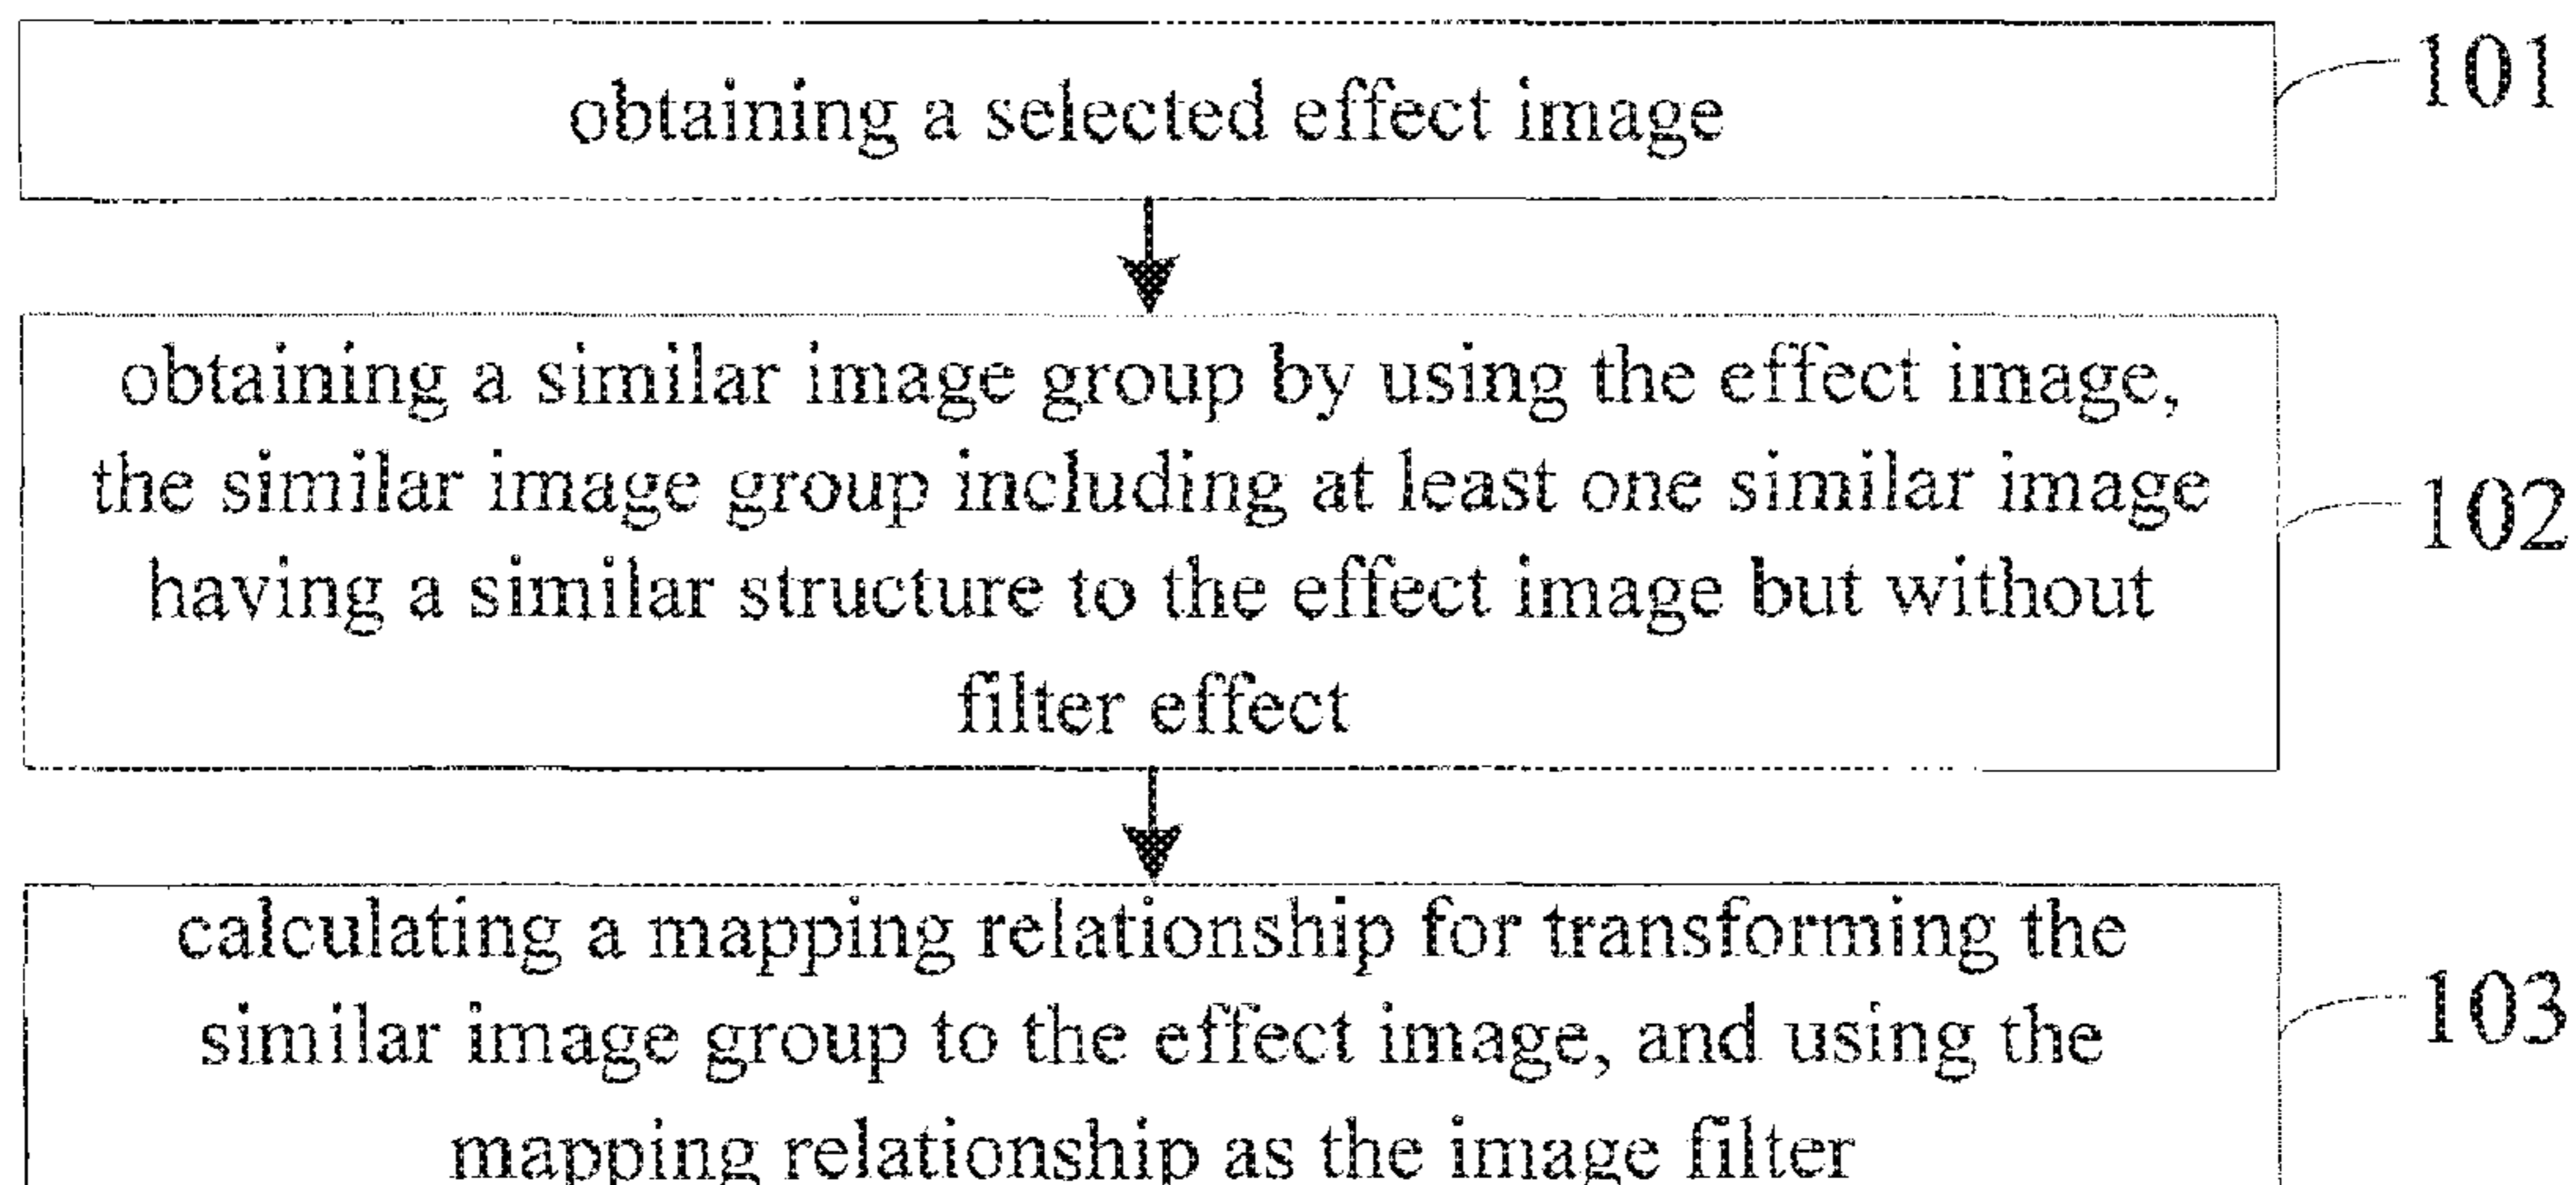 obtaining a selected effect image
101
obtaining a similar image group by using the effect image,
the similar image group including at least one similar image
having a similar structure to the effect image but without
filter effect
102
calculating a mapping relationship for transforming the
similar image group to the effect image, and using the
mapping relationship as the image filter
103